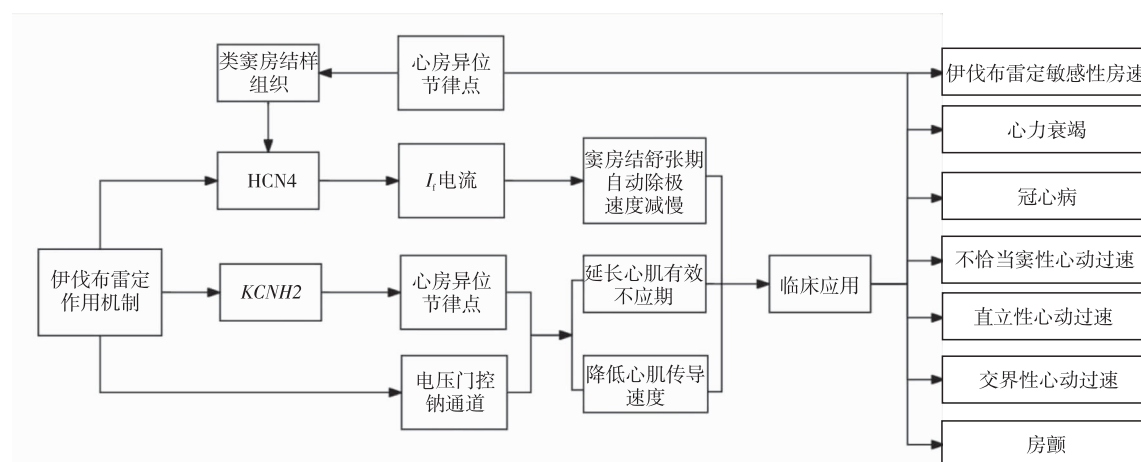 类窦房结样
组织
心房异位
节律点
伊伐布雷定敏感性房速
心力衰竭
HCN4
If电流
窦房结舒张期
自动除极
速度减慢
冠心病
伊伐布雷定
作用机制
KCNH2
心房异位
节律点
延长心肌有效
不应期
临床应用
不恰当窦性心动过速
直立性心动过速
电压门控
钠通道
降低心肌传导
速度
交界性心动过速
房颤